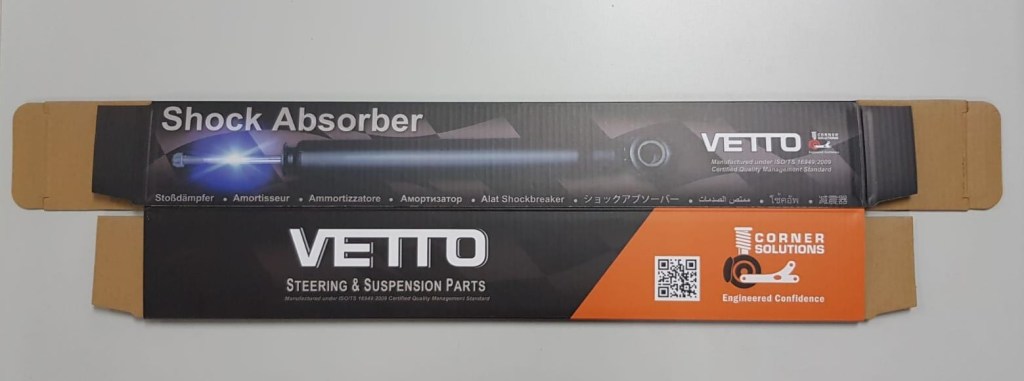 Shock Absorber
VETTO
CORNER
SOLUTIONS
Manufactured under ISO/TS 16949:2009
Certified Quality Management Standard
Stoßdämpfer • Amortisseur • Ammortizzatore • Амортизатор • Alat Shockbreaker • ショックアブソーバー • ممتص الصدمات • โช้คอัพ • 减震器
VETTO
STEERING & SUSPENSION PARTS
Manufactured under ISO/TS 16949:2009 Certified Quality Management Standard
CORNER
SOLUTIONS
Engineered Confidence